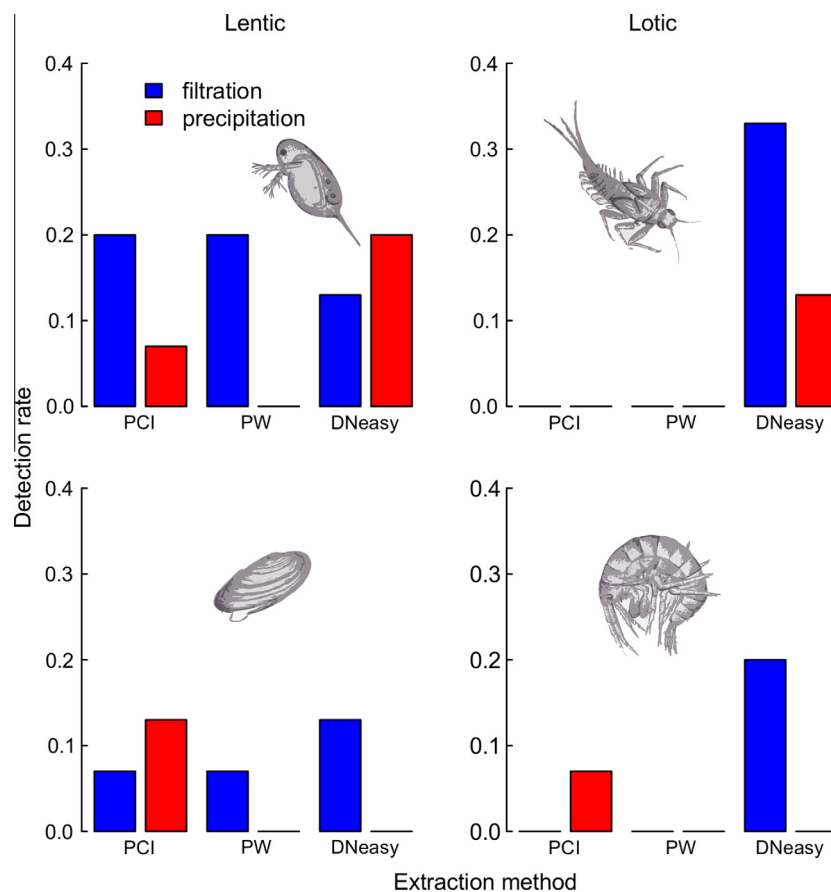 Lentic
Lotic
0.4
0.3
0.2
0.1
0.0
filtration
precipitation
PCI
PW
DNeasy
0.4
0.3
0.2
0.1
0.0
PCI
PW
DNeasy
Detection rate
0.4
0.3
0.2
0.1
0.0
PCI
PW
DNeasy
0.4
0.3
0.2
0.1
0.0
PCI
PW
DNeasy
Extraction method